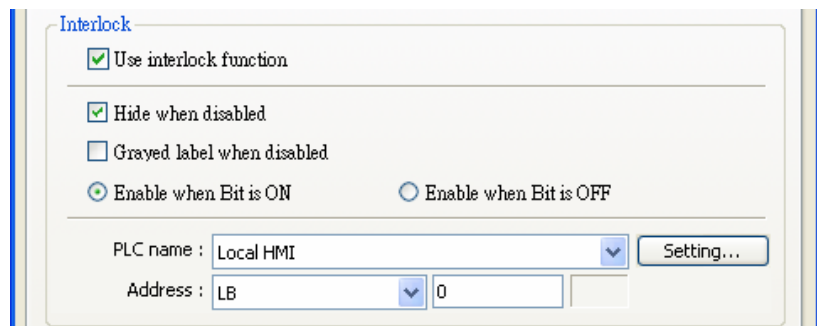 Interlock
Use interlock function
Hide when disabled
Grayed label when disabled
Enable when Bit is ON Enable when Bit is OFF
PLC name : Local HMI Setting...
Address : LB 0